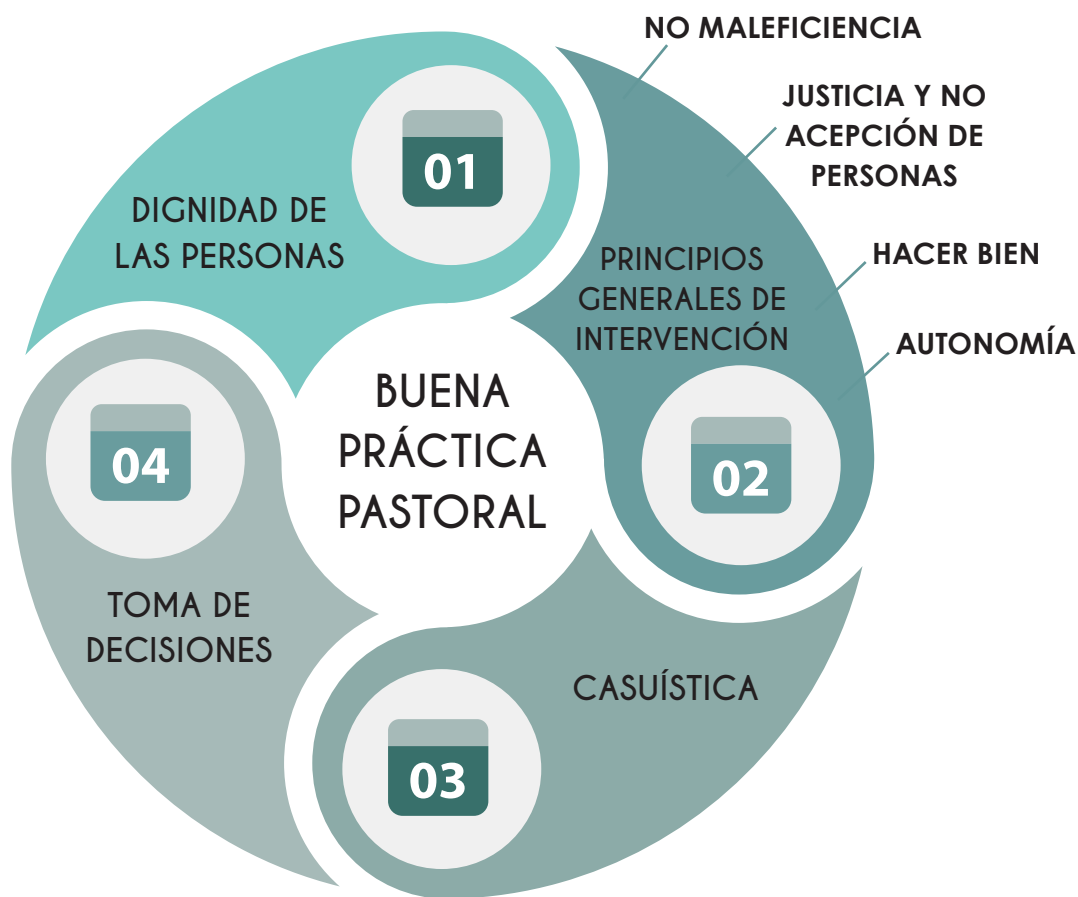 NO MALEFICIENCIA
JUSTICIA Y NO
ACEPCIÓN DE
PERSONAS
HACER BIEN
AUTONOMÍA
01
DIGNIDAD DE
LAS PERSONAS
PRINCIPIOS
GENERALES DE
INTERVENCIÓN
02
BUENA
PRÁCTICA
PASTORAL
04
TOMA DE
DECISIONES
CASUÍSTICA
03